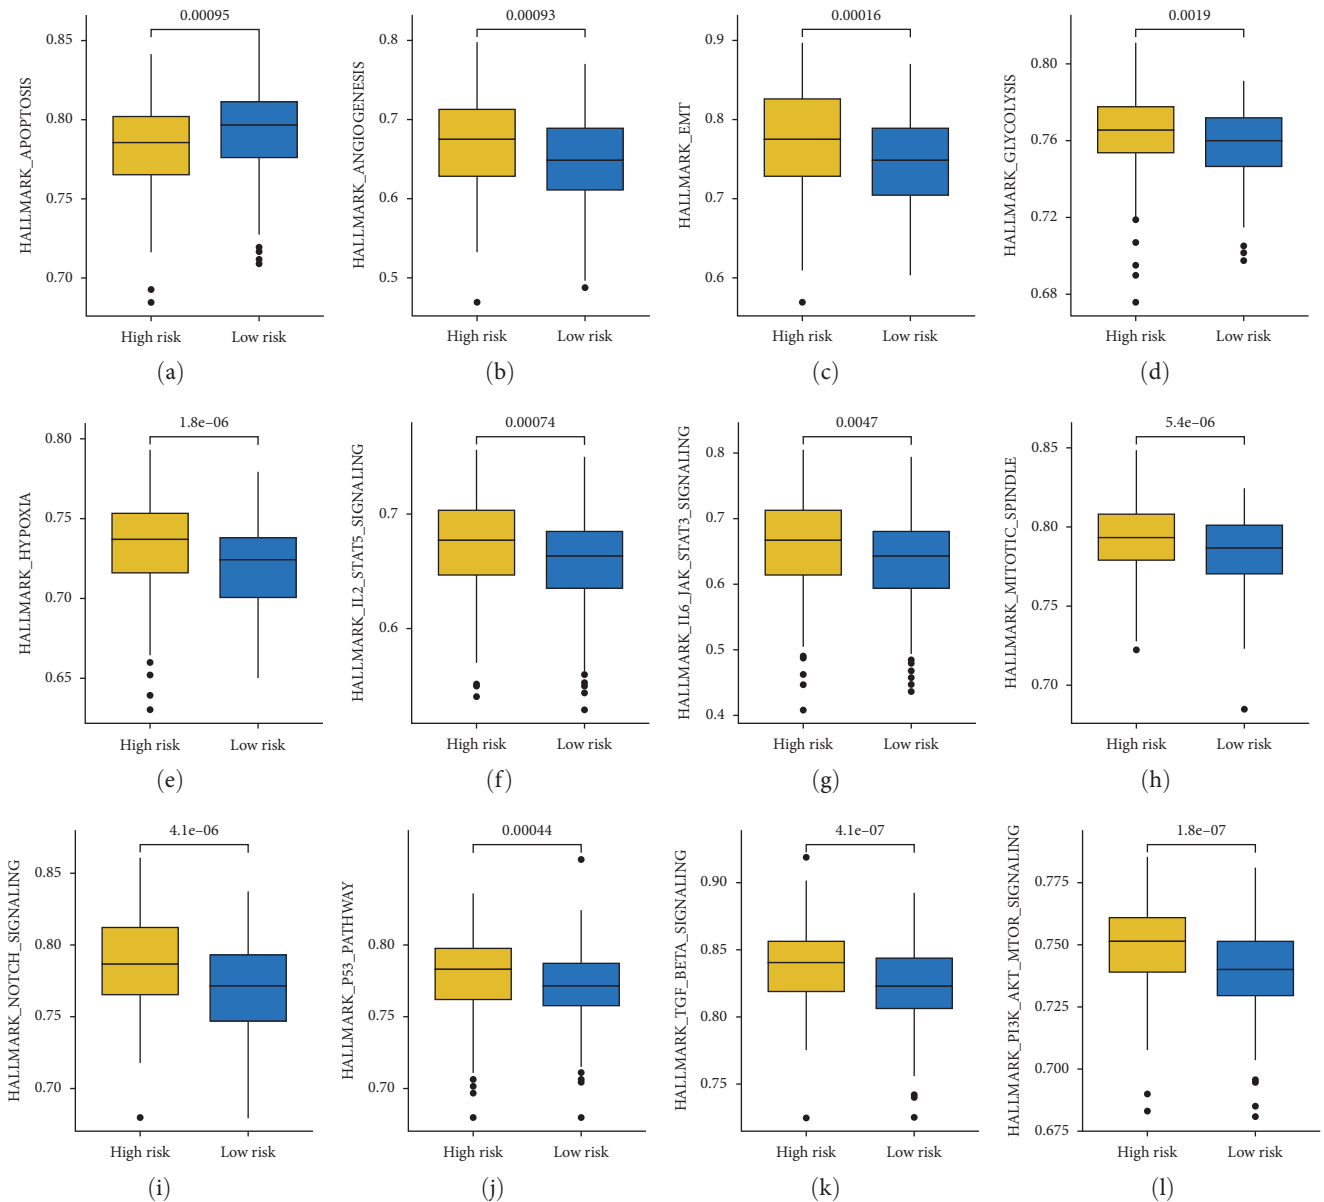 HALLMARK_APOPTOSIS
0.00095
0.85
0.80
0.75
0.70
High risk Low risk
(a)
HALLMARK_ANGIOGENESIS
0.00093
0.8
0.7
0.6
0.5
High risk Low risk
(b)
HALLMARK_EMT
0.00016
0.9
0.8
0.7
0.6
High risk Low risk
(c)
HALLMARK_GLYCOLYSIS
0.0019
0.80
0.76
0.72
0.68
High risk Low risk
(d)
HALLMARK_HYPOXIA
1.8e–06
0.80
0.75
0.70
0.65
High risk Low risk
(e)
HALLMARK_IL2_STAT5_SIGNALING
0.00074
0.7
0.6
High risk Low risk
(f)
HALLMARK_IL6_JAK_STAT3_SIGNALING
0.0047
0.8
0.7
0.6
0.5
0.4
High risk Low risk
(g)
HALLMARK_MITOTIC_SPINDLE
5.4e–06
0.85
0.80
0.75
0.70
High risk Low risk
(h)
HALLMARK_NOTCH_SIGNALING
4.1e–06
0.85
0.80
0.75
0.70
High risk Low risk
(i)
HALLMARK_P53_PATHWAY
0.00044
0.80
0.75
0.70
High risk Low risk
(j)
HALLMARK_TGF_BETA_SIGNALING
4.1e–07
0.90
0.85
0.80
0.75
High risk Low risk
(k)
HALLMARK_PI3K_AKT_MTOR_SIGNALING
1.8e–07
0.775
0.750
0.725
0.700
0.675
High risk Low risk
(l)